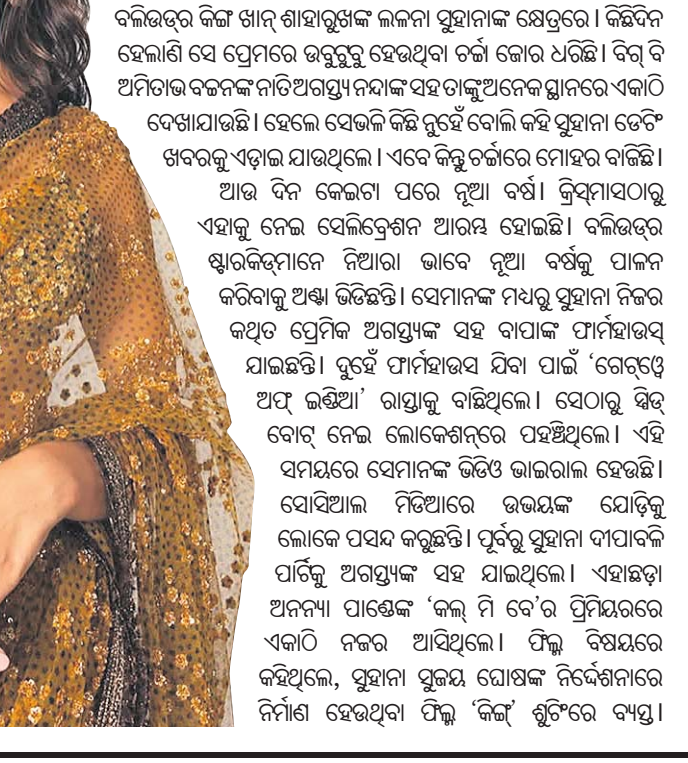 ବଲିଉଡ୍‌ର କିଙ୍ଗ ଖାନ୍ ଶାହାରୁଖଙ୍କ ଲଳନା ସୁହାନାଙ୍କ କ୍ଷେତ୍ରରେ । କିଛିଦିନ
ହେଲାଣି ସେ ପ୍ରେମରେ ଉବୁଟୁବୁ ହେଉଥିବା ଚର୍ଚ୍ଚା ଜୋର ଧରିଛି । ବିଗ୍ ବି
ଅମିତାଭ ବଚ୍ଚନଙ୍କ ନାତି ଅଗସ୍ତ୍ୟ ନନ୍ଦାଙ୍କ ସହ ତାଙ୍କୁ ଅନେକ ସ୍ଥାନରେ ଏକାଠି
ଦେଖାଯାଉଛି । ହେଲେ ସେଭଳି କିଛି ନୁହେଁ ବୋଲି କହି ସୁହାନା ଡେଟିଂ
ଖବରକୁ ଏଡ଼ାଇ ଯାଉଥିଲେ । ଏବେ କିନ୍ତୁ ଚର୍ଚ୍ଚାରେ ମୋହର ବାଜିଛି ।
ଆଉ ଦିନ କେଇଟା ପରେ ନୂଆ ବର୍ଷ । କ୍ରିସ୍‌ମାସଠାରୁ
ଏହାକୁ ନେଇ ସେଲିବ୍ରେଶନ ଆରମ୍ଭ ହୋଇଛି । ବଲିଉଡ୍‌ର
ଷ୍ଟାରକିଡ୍‌ମାନେ ନିଆରା ଭାବେ ନୂଆ ବର୍ଷକୁ ପାଳନ
କରିବାକୁ ଅଣ୍ଟା ଭିଡିଛନ୍ତି । ସେମାନଙ୍କ ମଧ୍ୟରୁ ସୁହାନା ନିଜର
କଥିତ ପ୍ରେମିକ ଅଗସ୍ତ୍ୟଙ୍କ ସହ ବାପାଙ୍କ ଫାର୍ମହାଉସ୍
ଯାଇଛନ୍ତି । ଦୁହେଁ ଫାର୍ମହାଉସ ଯିବା ପାଇଁ ‘ଗେଟ୍‌ୱେ
ଅଫ୍ ଇଣ୍ଡିଆ’ ରାସ୍ତାକୁ ବାଛିଥିଲେ । ସେଠାରୁ ସ୍ପିଡ୍
ବୋଟ୍ ନେଇ ଲୋକେଶନ୍‌ରେ ପହଞ୍ଚିଥିଲେ । ଏହି
ସମୟରେ ସେମାନଙ୍କ ଭିଡିଓ ଭାଇରାଲ ହେଉଛି ।
ସୋସିଆଲ ମିଡିଆରେ ଉଭୟଙ୍କ ଯୋଡ଼ିକୁ
ଲୋକେ ପସନ୍ଦ କରୁଛନ୍ତି । ପୂର୍ବରୁ ସୁହାନା ଦୀପାବଳି
ପାର୍ଟିକୁ ଅଗସ୍ତ୍ୟଙ୍କ ସହ ଯାଇଥିଲେ । ଏହାଛଡ଼ା
ଅନନ୍ୟା ପାଣ୍ଡେଙ୍କ ‘କଲ୍ ମି ବେ’ର ପ୍ରିମିୟରରେ
ଏକାଠି ନଜର ଆସିଥିଲେ । ଫିଲ୍ମ ବିଷୟରେ
କହିଥିଲେ, ସୁହାନା ସୁଜୟ ଘୋଷଙ୍କ ନିର୍ଦ୍ଦେଶନାରେ
ନିର୍ମାଣ ହେଉଥିବା ଫିଲ୍ମ ‘କିଙ୍ଗ୍’ ଶୁଟିଂରେ ବ୍ୟସ୍ତ ।